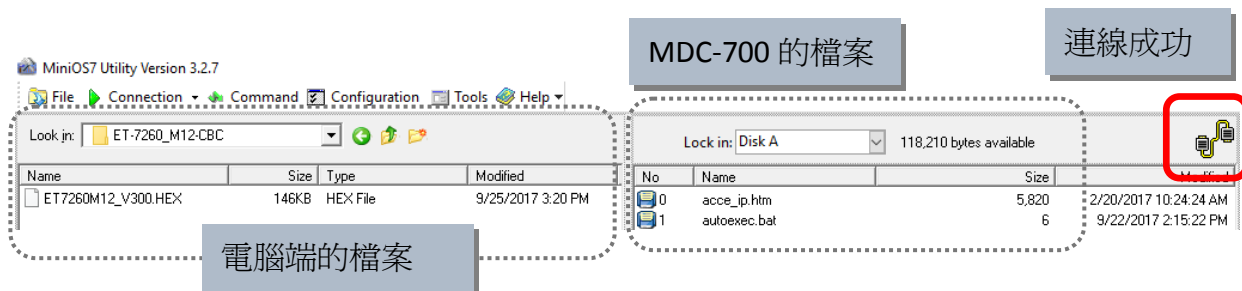 MDC-700 的檔案
連線成功
MiniOS7 Utility Version 3.2.7
File Connection Command Configuration Tools Help
Look in: ET-7260_M12-CBC
Lock in: Disk A 118,210 bytes available
Name Size Type Modified
No Name Size Modified
ET7260M12_V300.HEX 146KB HEX File 9/25/2017 3:20 PM
0 acce_ip.htm 5,820 2/20/2017 10:24:24 AM
1 autoexec.bat 6 9/22/2017 2:15:22 PM
電腦端的檔案